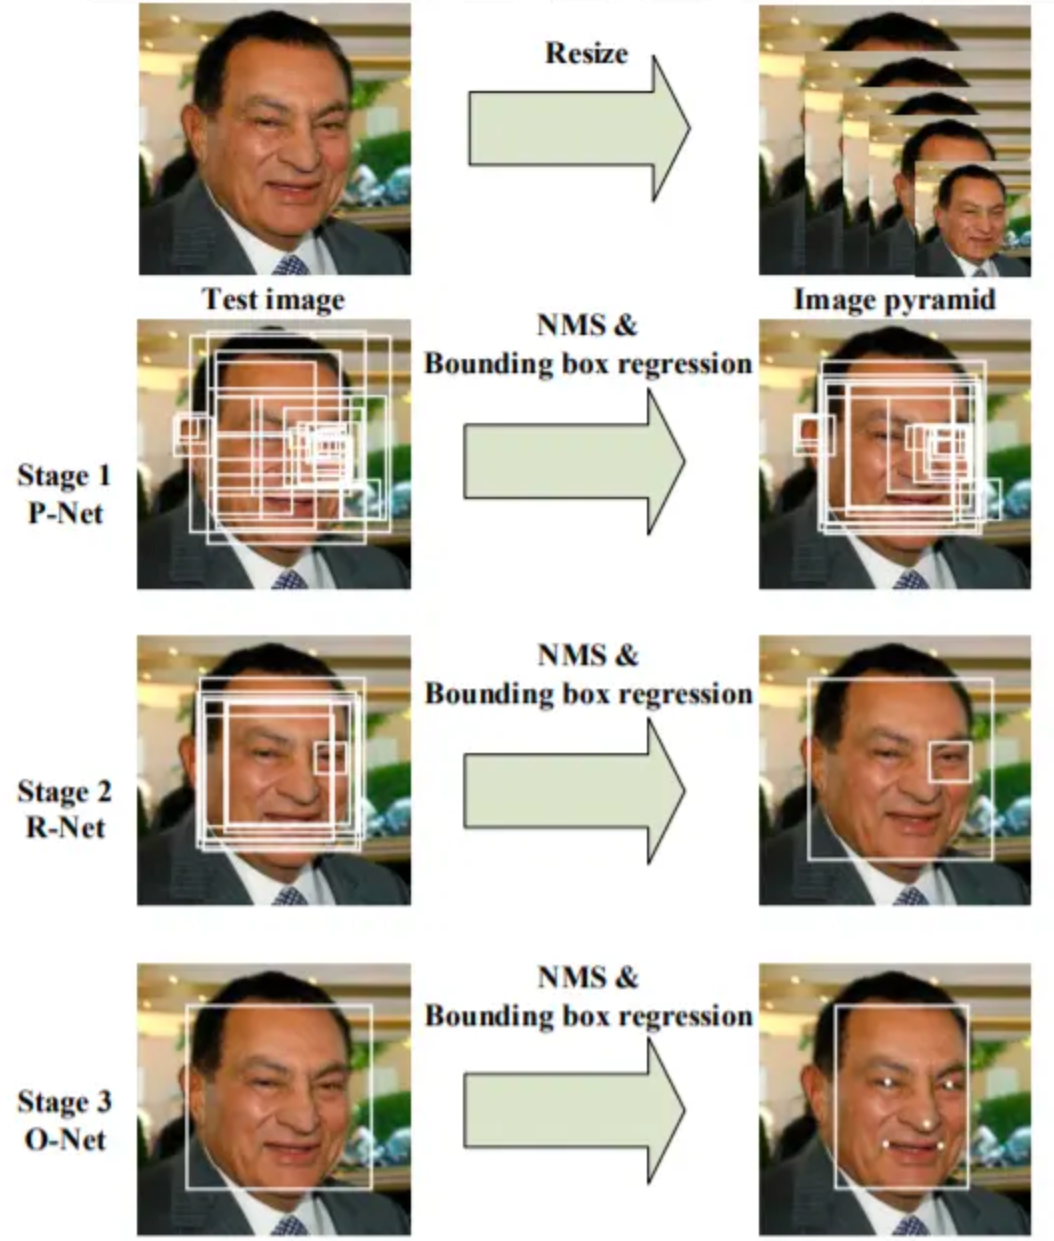 Resize
Test image
Image pyramid
NMS &
Bounding box regression
Stage 1
P-Net
NMS &
Bounding box regression
Stage 2
R-Net
NMS &
Bounding box regression
Stage 3
O-Net